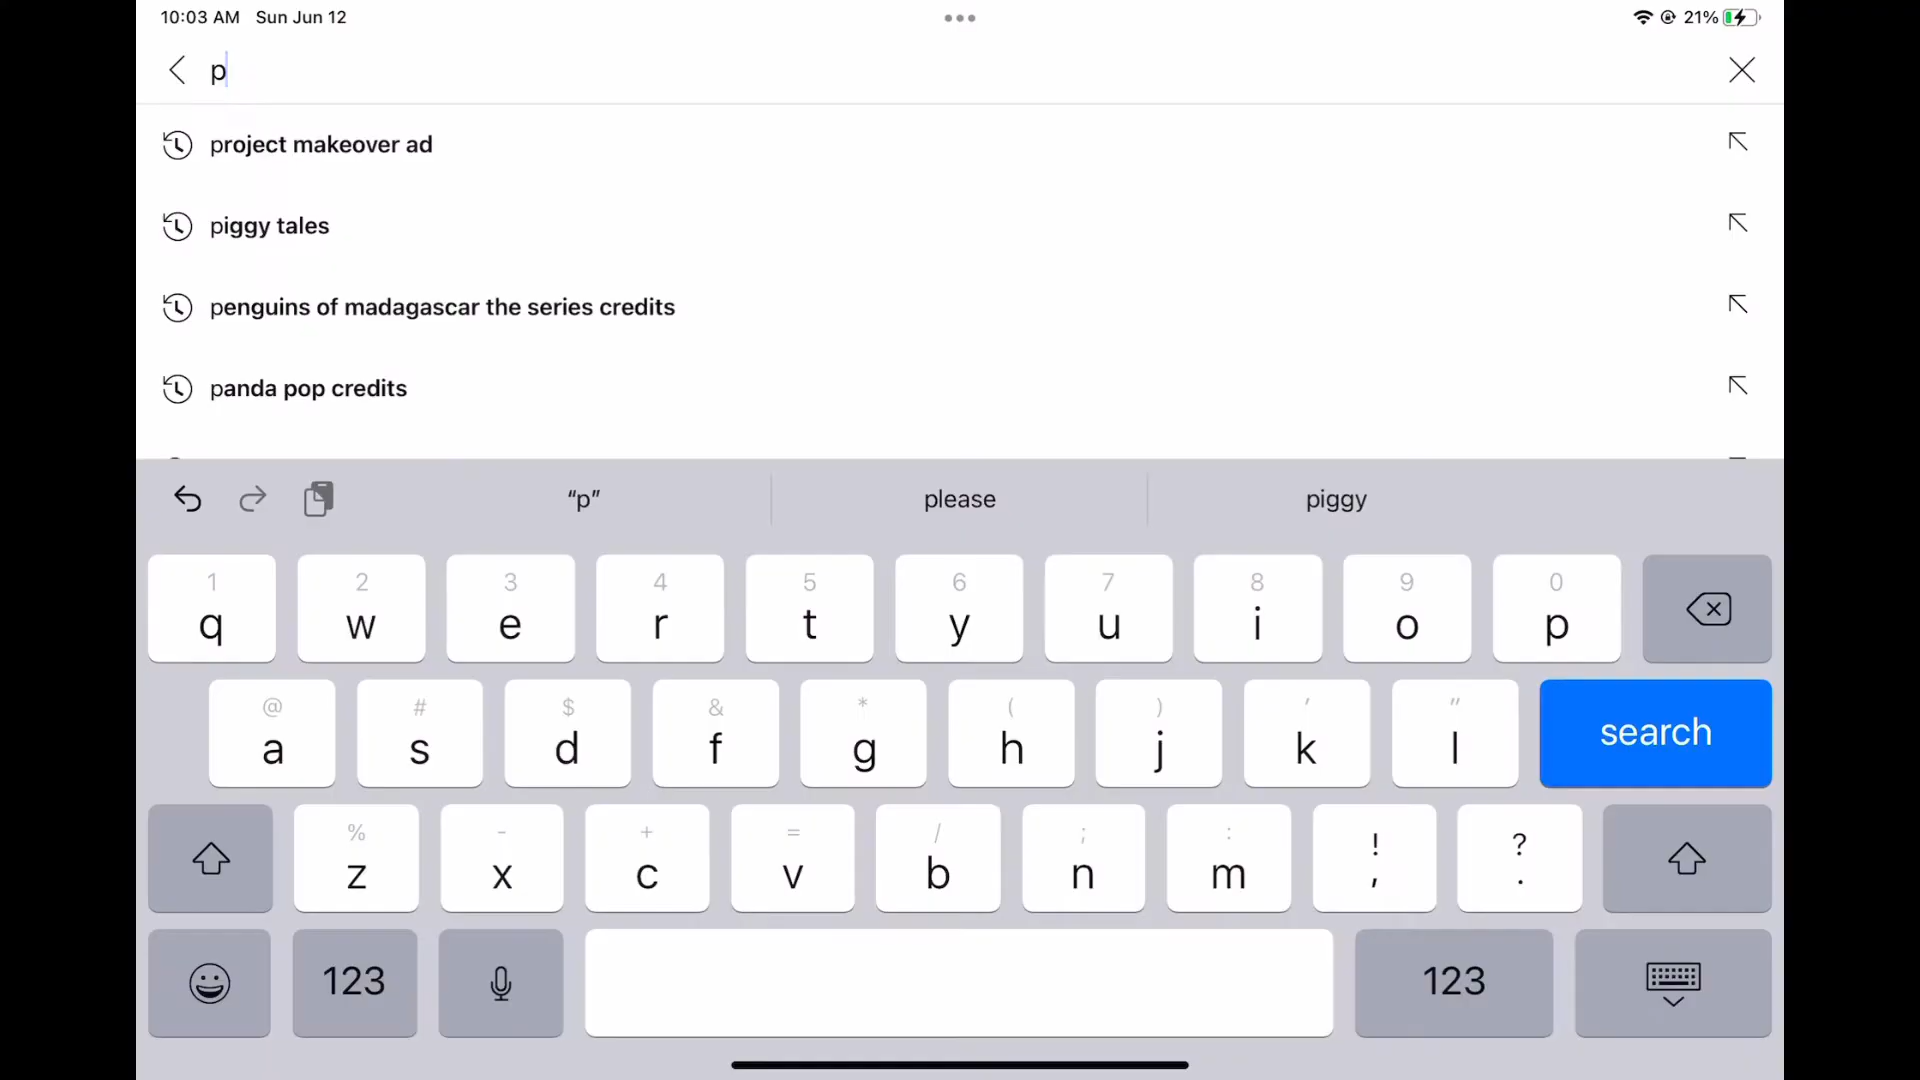 10:03 AM Sun Jun 12
21%
p
project makeover ad
piggy tales
penguins of madagascar the series credits
panda pop credits
“p” please piggy
1 2 3 4 5 6 7 8 9 0
q w e r t y u i o p
@ # $ & * ( ) ' "
a s d f g h j k l search
% - + = / ; : ! ?
z x c v b n m , .
123 123